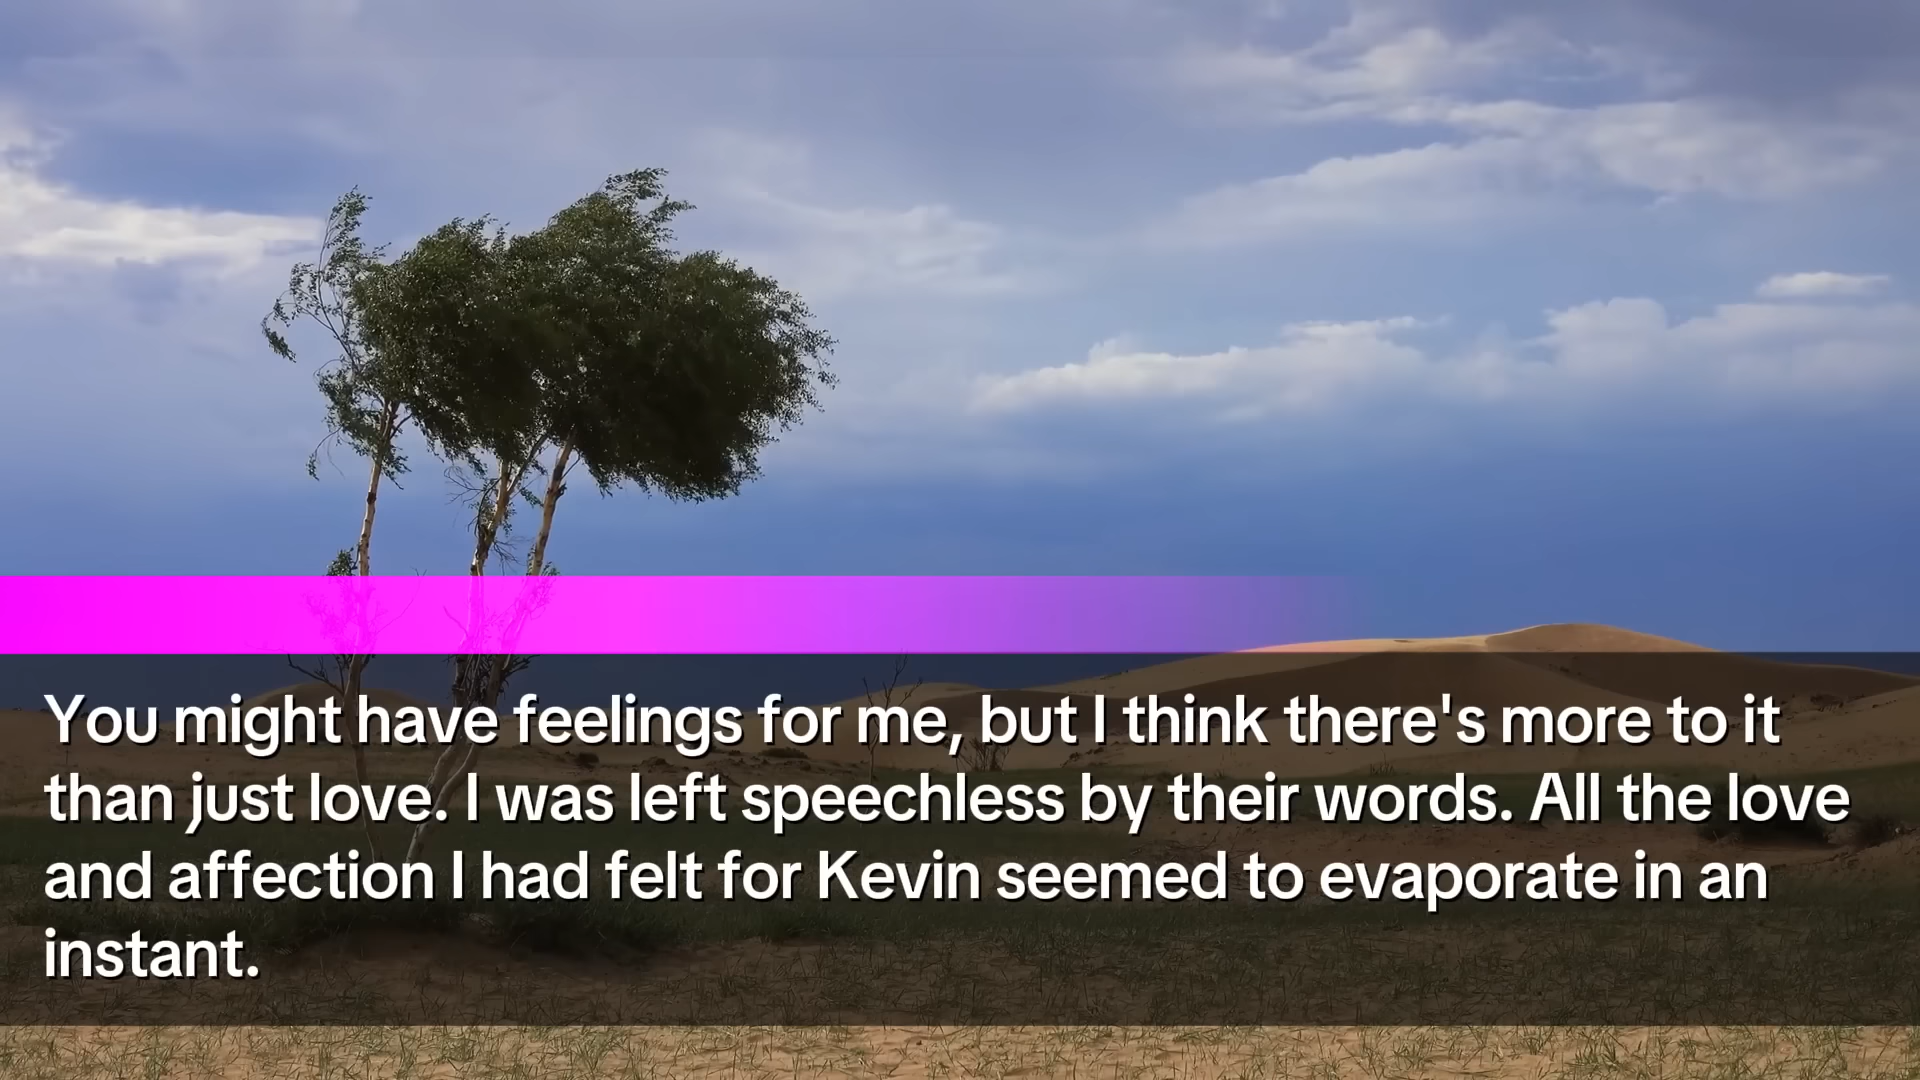 You might have feelings for me, but I think there's more to it
than just love. I was left speechless by their words. All the love
and affection I had felt for Kevin seemed to evaporate in an
instant.